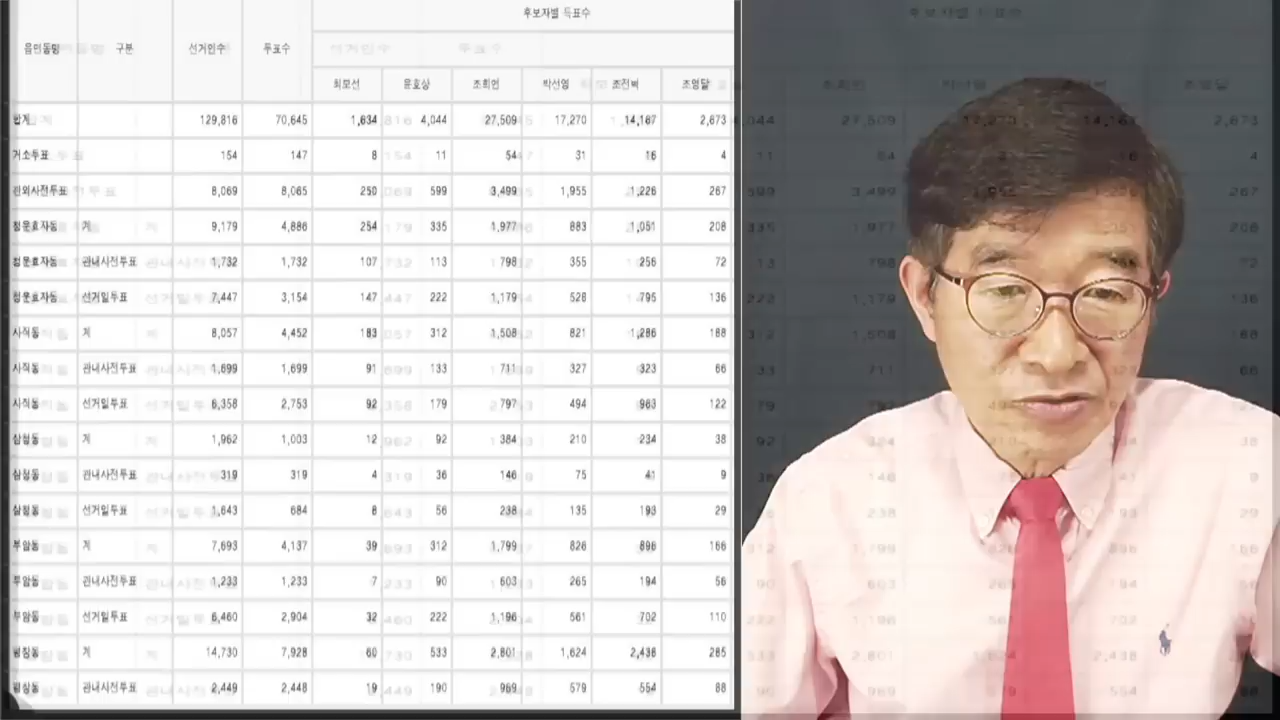 후보자별 득표수
읍면동명 구분 선거인수 투표수
최보선 윤호상 조희연 박선영 조전혁 조영달
합계 129,816 70,645 1,634 4,044 27,509 17,270 14,167 2,673
거소투표 154 147 8 11 54 31 16 4
관외사전투표 8,069 8,065 250 599 3,499 1,955 1,226 267
청운효자동 계 9,179 4,886 254 335 1,977 883 1,051 208
청운효자동 관내사전투표 1,732 1,732 107 113 798 355 256 72
청운효자동 선거일투표 7,447 3,154 147 222 1,179 528 795 136
사직동 계 8,057 4,452 183 312 1,508 821 1,286 188
사직동 관내사전투표 1,699 1,699 91 133 711 327 323 66
사직동 선거일투표 6,358 2,753 92 179 797 494 963 122
삼청동 계 1,962 1,003 12 92 384 210 234 38
삼청동 관내사전투표 319 319 4 36 146 75 41 9
삼청동 선거일투표 1,643 684 8 56 238 135 193 29
부암동 계 7,693 4,137 39 312 1,799 826 896 166
부암동 관내사전투표 1,233 1,233 7 90 603 265 194 56
부암동 선거일투표 6,460 2,904 32 222 1,196 561 702 110
평창동 계 14,730 7,928 60 533 2,801 1,624 2,438 285
평창동 관내사전투표 2,449 2,448 19 190 969 579 554 88